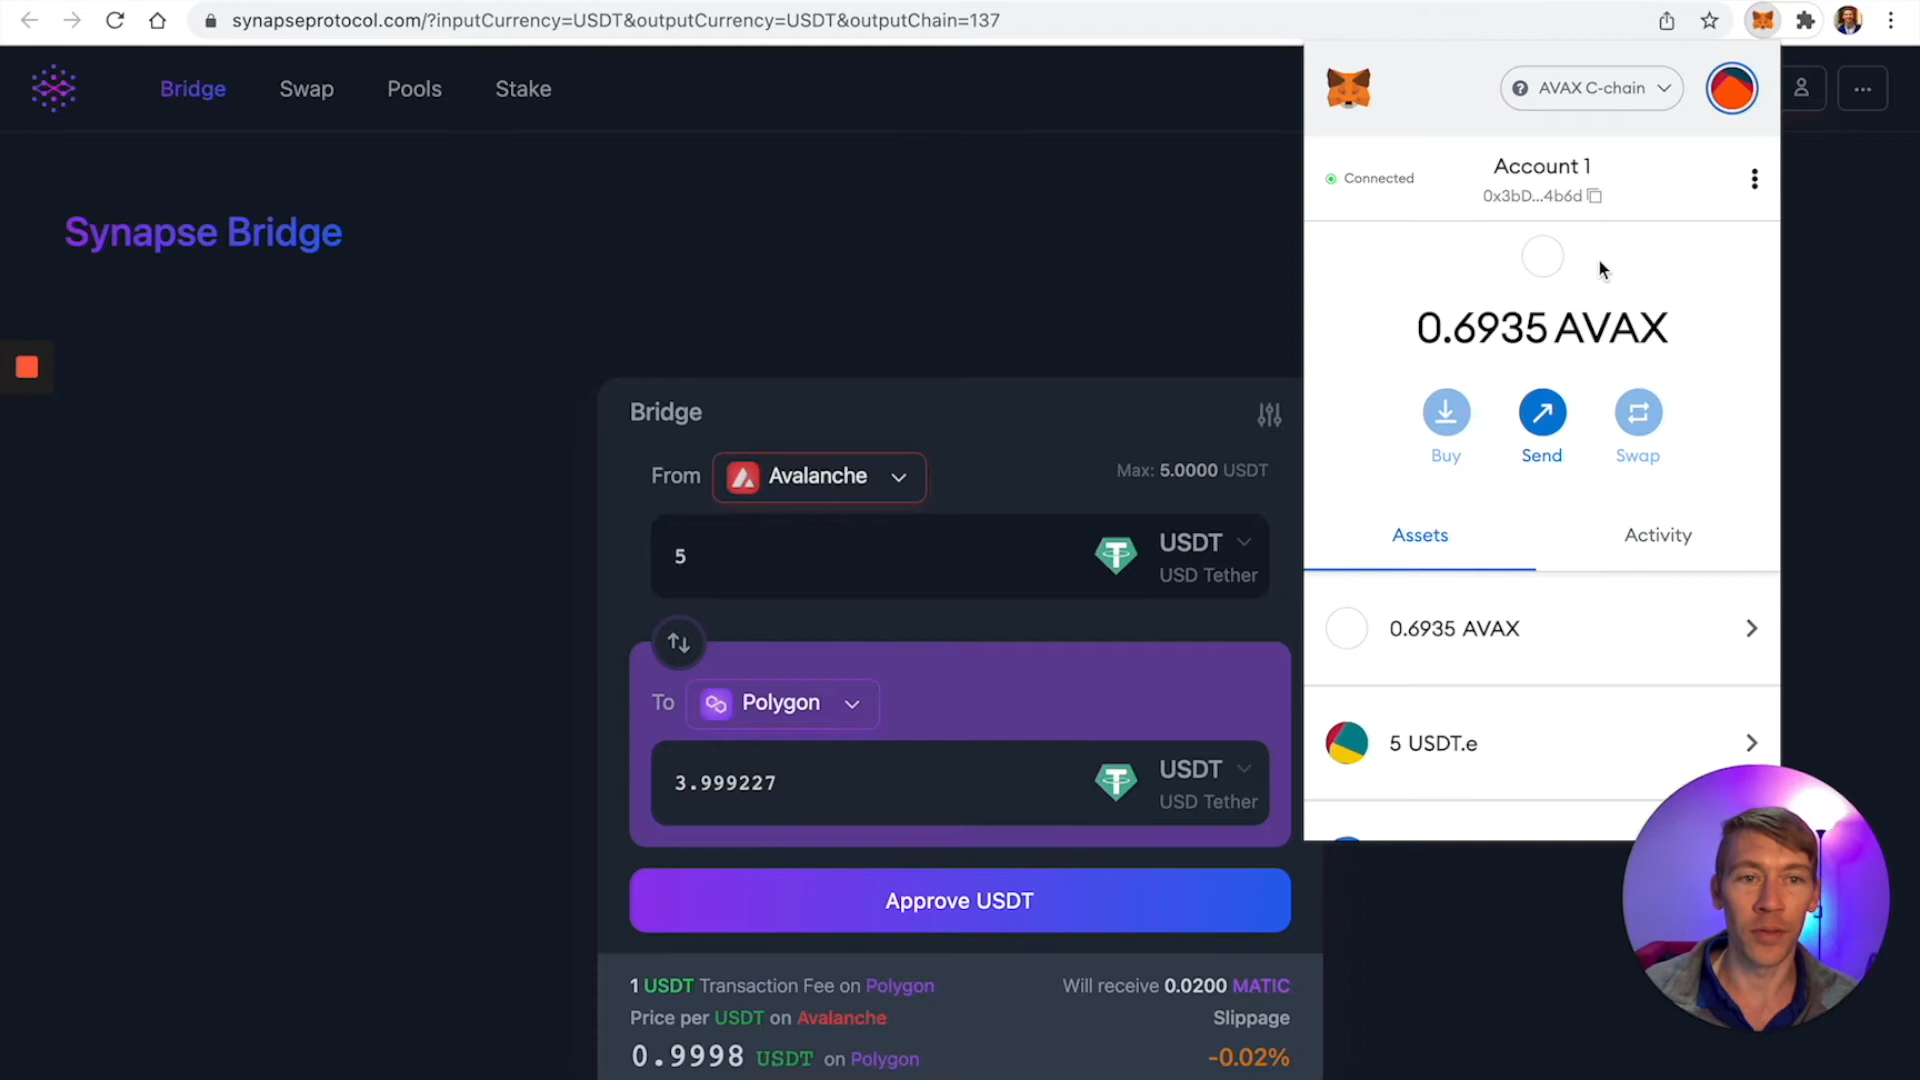 synapseprotocol.com/?inputCurrency=USDT&outputCurrency=USDT&outputChain=137
Bridge Swap Pools Stake
AVAX C-chain
Connected
Account 1
0x3bD...4b6d
Synapse Bridge
0.6935 AVAX
Buy Send Swap
Assets Activity
0.6935 AVAX
5 USDT.e
Bridge
From Avalanche Max: 5.0000 USDT
5 USDT
USD Tether
To Polygon
3.999227 USDT
USD Tether
Approve USDT
1 USDT Transaction Fee on Polygon Will receive 0.0200 MATIC
Price per USDT on Avalanche Slippage
0.9998 USDT on Polygon -0.02%